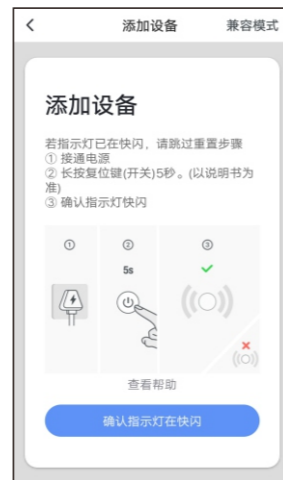 添加设备
兼容模式
添加设备
若指示灯已在快闪，请跳过重置步骤
① 接通电源
② 长按复位键(开关)5秒。(以说明书为
准)
③ 确认指示灯快闪
① ② ③
5s
查看帮助
确认指示灯在快闪